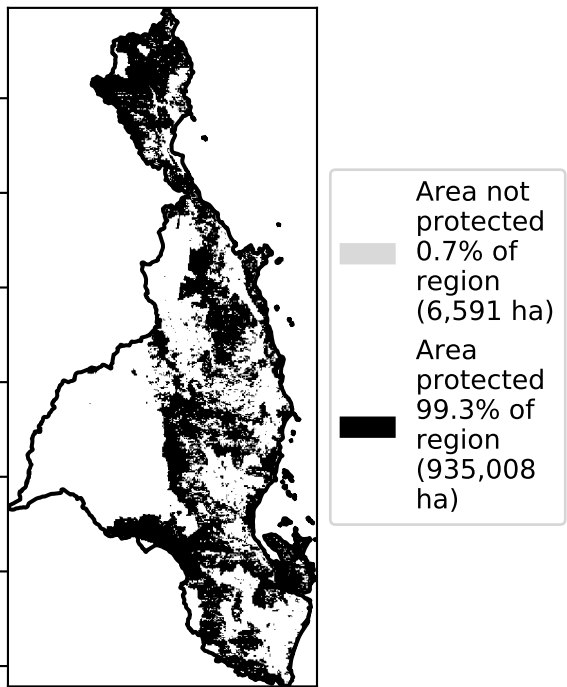 Area not
protected
0.7% of
region
(6,591 ha)
Area
protected
99.3% of
region
(935,008
ha)